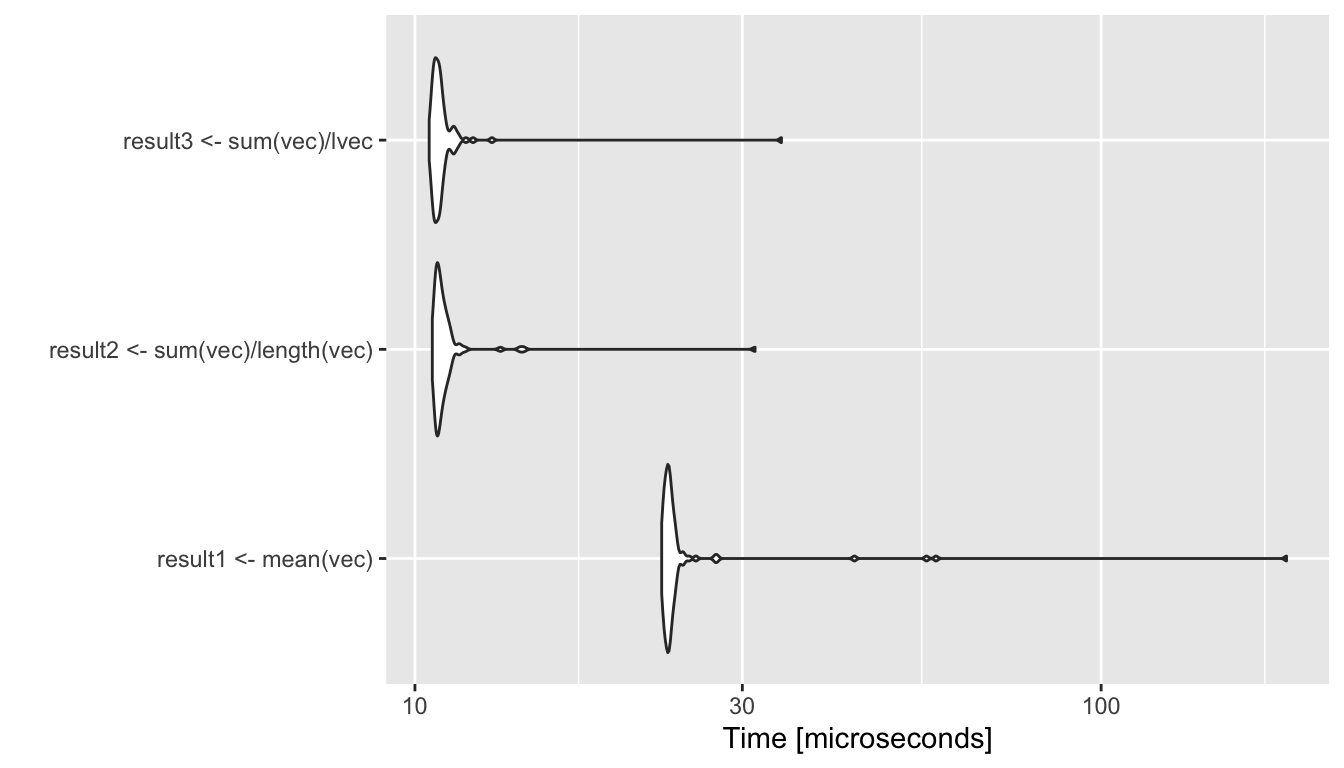 result3 <- sum(vec)/lvec
result2 <- sum(vec)/length(vec)
result1 <- mean(vec)
10 30 100
Time [microseconds]